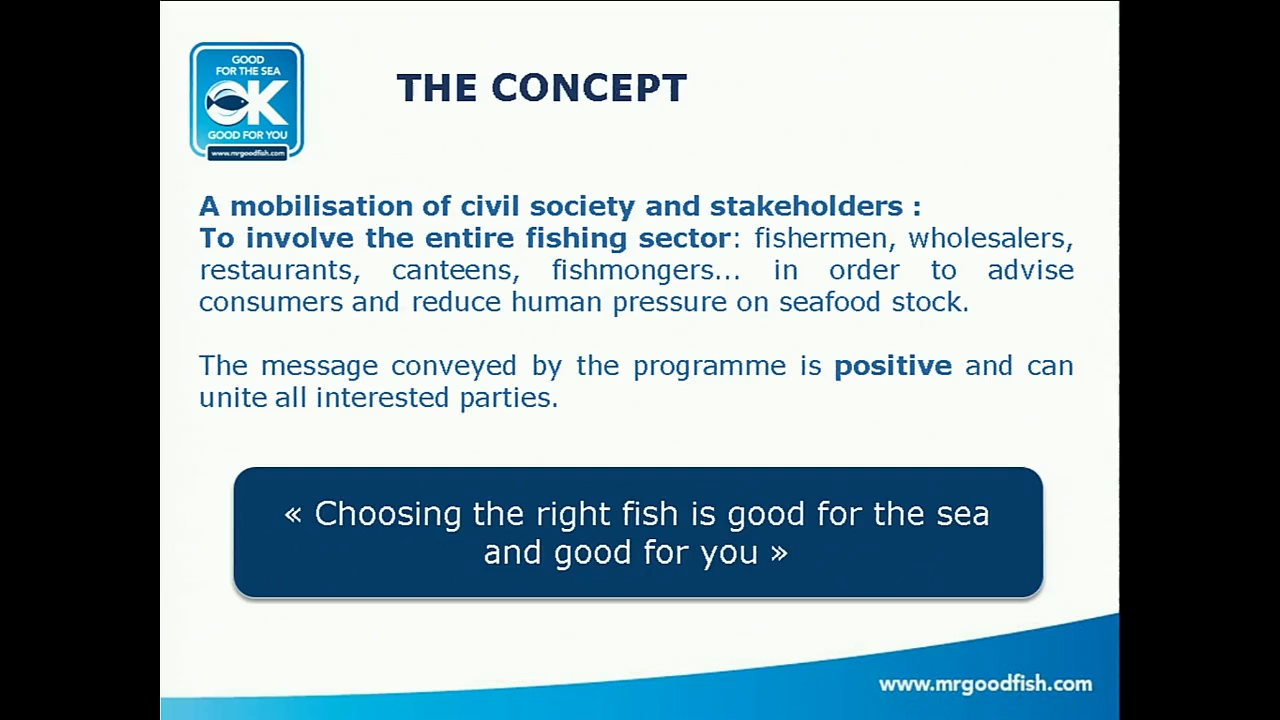 GOOD
FOR THE SEA
OK
GOOD FOR YOU
www.mrgoodfish.com
THE CONCEPT
A mobilisation of civil society and stakeholders :
To involve the entire fishing sector: fishermen, wholesalers,
restaurants, canteens, fishmongers... in order to advise
consumers and reduce human pressure on seafood stock.
The message conveyed by the programme is positive and can
unite all interested parties.
« Choosing the right fish is good for the sea
and good for you »
www.mrgoodfish.com